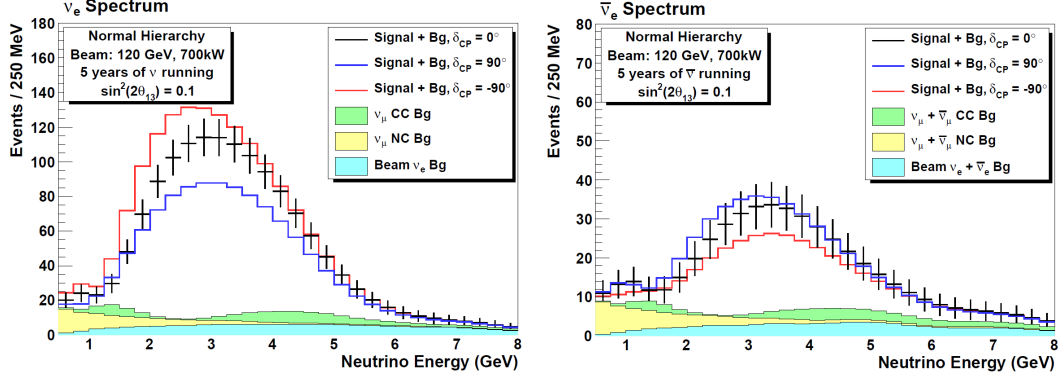 νe Spectrum
Events / 250 MeV
180
160
140
120
100
80
60
40
20
0
Normal Hierarchy
Beam: 120 GeV, 700kW
5 years of ν running
sin²(2θ13) = 0.1
Signal + Bg, δCP = 0°
Signal + Bg, δCP = 90°
Signal + Bg, δCP = -90°
νμ CC Bg
νμ NC Bg
Beam νe Bg
1 2 3 4 5 6 7 8
Neutrino Energy (GeV)
ν̅e Spectrum
Events / 250 MeV
80
70
60
50
40
30
20
10
0
Normal Hierarchy
Beam: 120 GeV, 700kW
5 years of ν̅ running
sin²(2θ13) = 0.1
Signal + Bg, δCP = 0°
Signal + Bg, δCP = 90°
Signal + Bg, δCP = -90°
νμ + ν̅μ CC Bg
νμ + ν̅μ NC Bg
Beam νe + ν̅e Bg
1 2 3 4 5 6 7 8
Neutrino Energy (GeV)